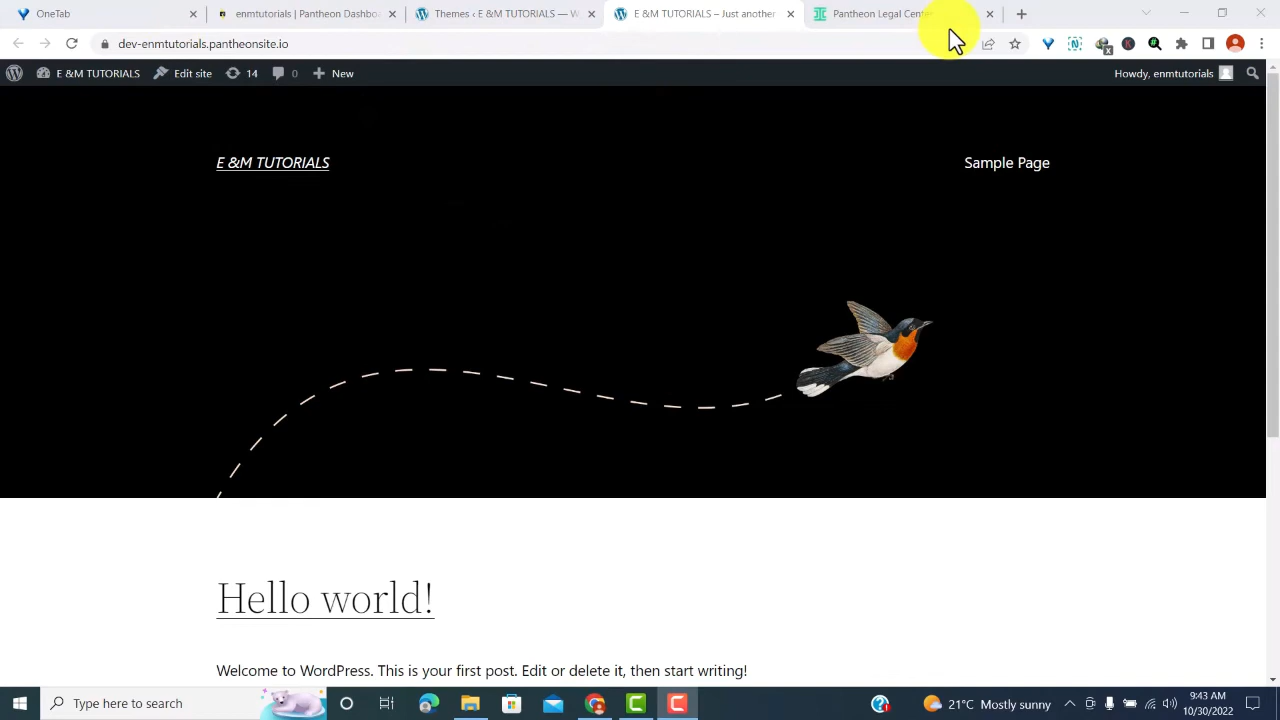 OneTab
enmtutorials | Pantheon Dashbo
Themes ‹ E &M TUTORIALS — W
E &M TUTORIALS – Just another
Pantheon Legal Center
dev-enmtutorials.pantheonsite.io
E &M TUTORIALS
Edit site
14
0
New
Howdy, enmtutorials
E &M TUTORIALS
Sample Page
Hello world!
Welcome to WordPress. This is your first post. Edit or delete it, then start writing!
Type here to search
21°C Mostly sunny
9:43 AM
10/30/2022